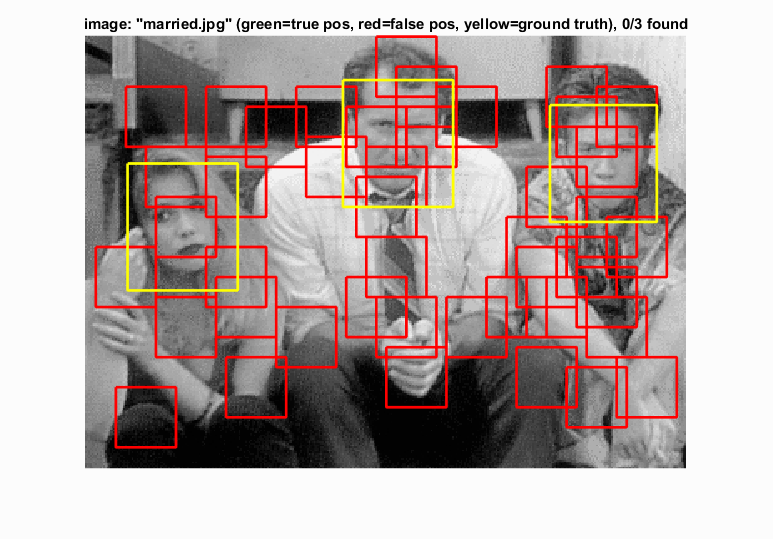 image: "married.jpg" (green=true pos, red=false pos, yellow=ground truth), 0/3 found